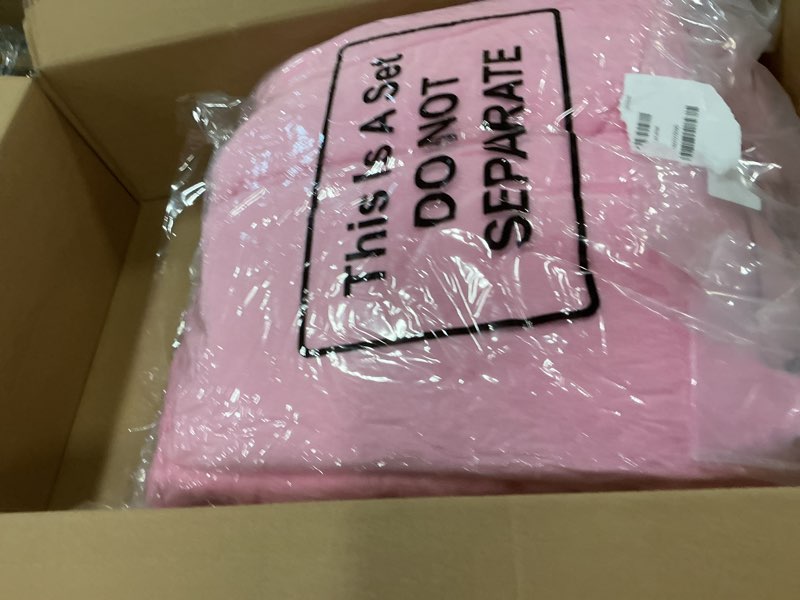 This Is A Set
DO NOT
SEPARATE